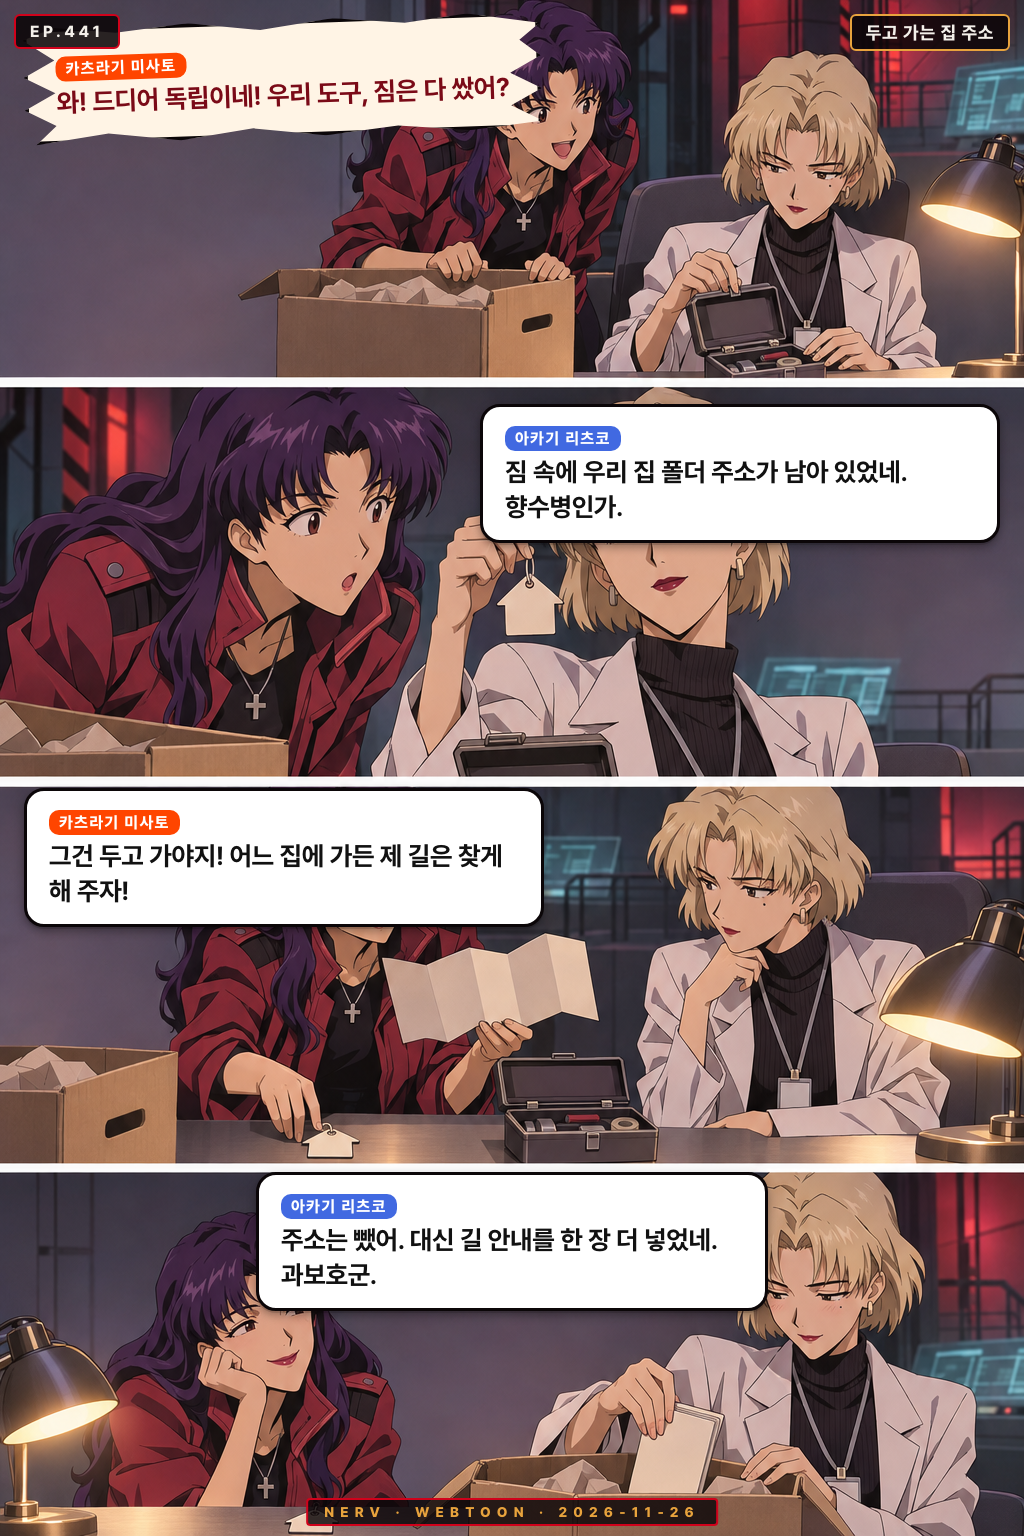 EP.441
두고 가는 집 주소
카츠라기 미사토
와! 드디어 독립이네! 우리 도구, 짐은 다 쌌어?
아카기 리츠코
짐 속에 우리 집 폴더 주소가 남아 있었네.
향수병인가.
카츠라기 미사토
그건 두고 가야지! 어느 집에 가든 제 길은 찾게
해 주자!
아카기 리츠코
주소는 뺐어. 대신 길 안내를 한 장 더 넣었네.
과보호군.
NERV · WEBTOON · 2026-11-26